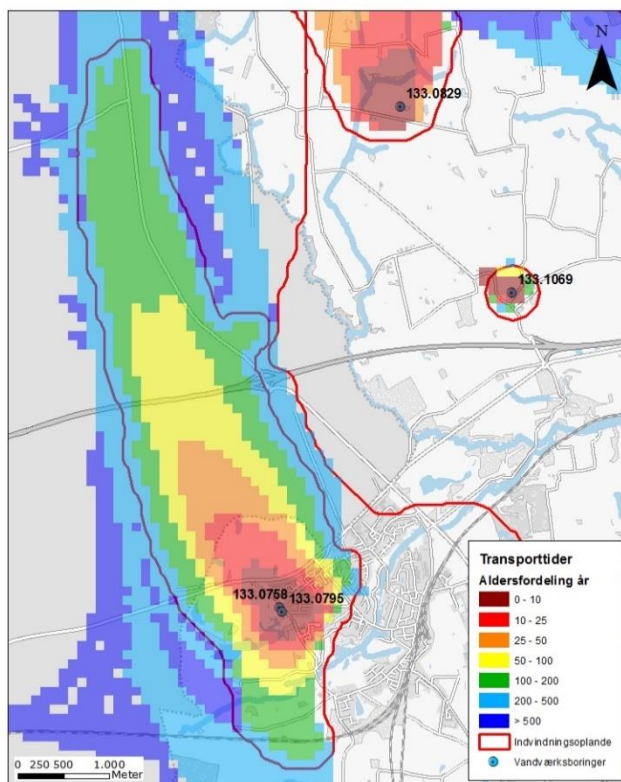 N
133.0829
133.1069
133.0758
133.0795
Transporttider
Aldersfordeling år
0 - 10
10 - 25
25 - 50
50 - 100
100 - 200
200 - 500
> 500
Indvindingsoplande
Vandværksboringer
0 250 500 1.000
Meter